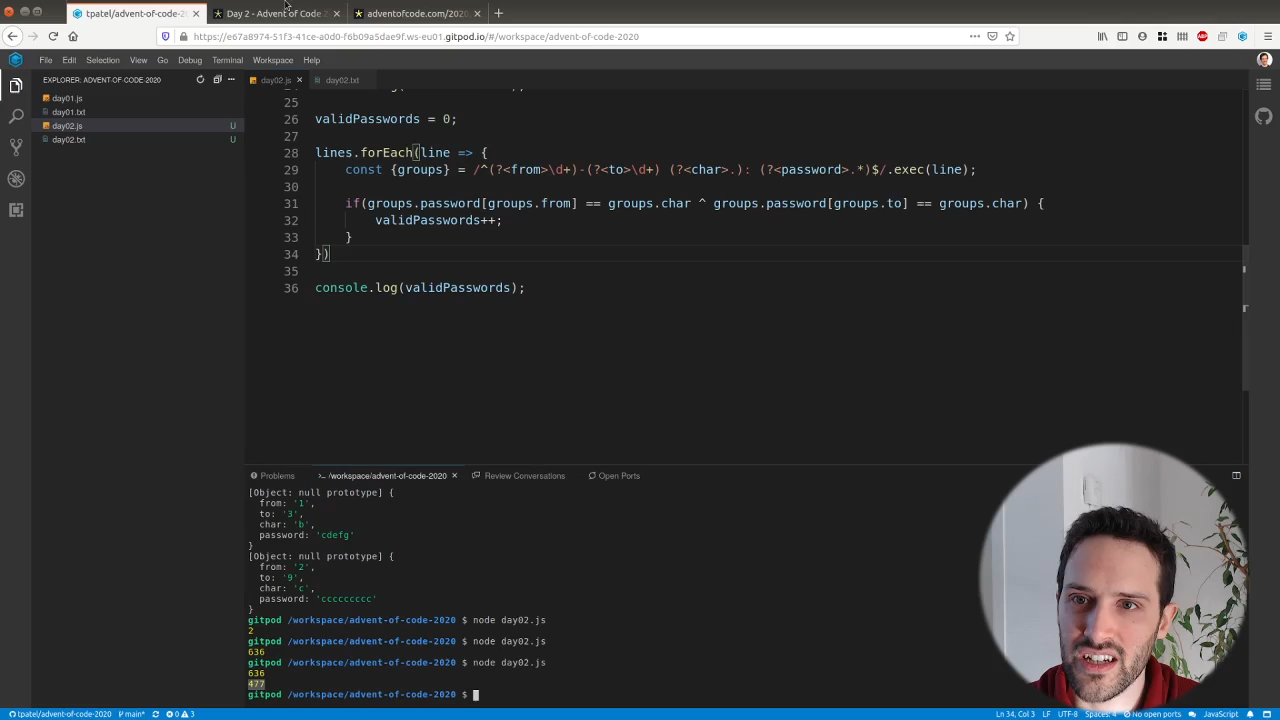 tpatel/advent-of-code-20
Day 2 - Advent of Code 2
adventofcode.com/2020
https://e67a8974-51f3-41ce-a0d0-f6b09a5dae9f.ws-eu01.gitpod.io/#/workspace/advent-of-code-2020
File Edit Selection View Go Debug Terminal Window Help
EXPLORER: ADVENT-OF-CODE-2020
day01.js
day01.txt
day02.js U
day02.txt U
day02.js
day02.txt
25
26 validPasswords = 0;
27
28 lines.forEach(line => {
29 const {groups} = /^(?<from>\d+)-(?<to>\d+) (?<char>.): (?<password>.*)$/.exec(line);
30
31 if(groups.password[groups.from] == groups.char ^ groups.password[groups.to] == groups.char) {
32 validPasswords++;
33 }
34 })
35
36 console.log(validPasswords);
Problems
/workspace/advent-of-code-2020
Review Conversations
Open Ports
[Object: null prototype] {
from: '1',
to: '3',
char: 'b',
password: 'cdefg'
}
[Object: null prototype] {
from: '2',
to: '9',
char: 'c',
password: 'ccccccccc'
}
gitpod /workspace/advent-of-code-2020 $ node day02.js
2
gitpod /workspace/advent-of-code-2020 $ node day02.js
636
gitpod /workspace/advent-of-code-2020 $ node day02.js
636
477
gitpod /workspace/advent-of-code-2020 $
tpatel/advent-of-code-2020 main* 0 3 Ln 34, Col 3 LF UTF-8 Spaces: 4 No open ports JavaScript